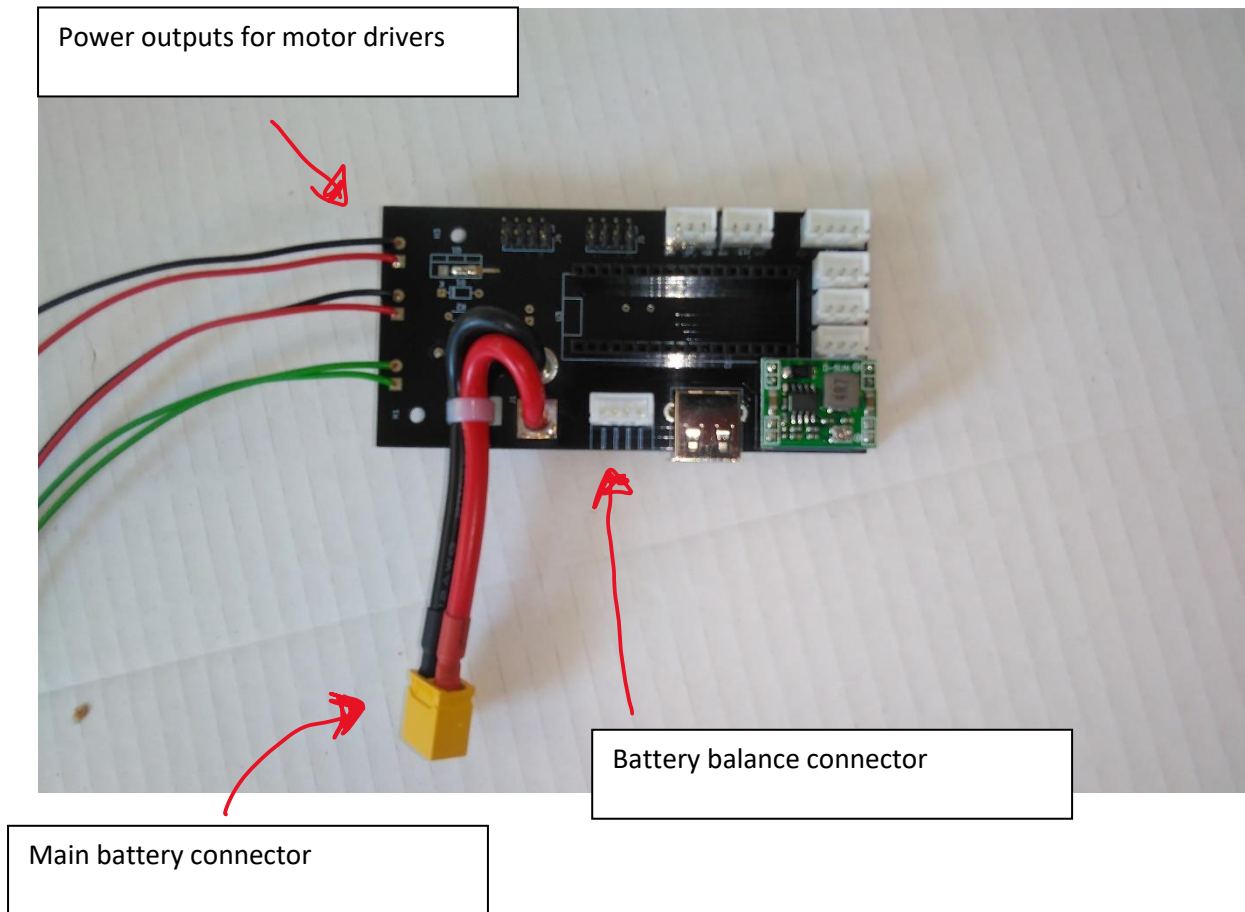 Power outputs for motor drivers
Battery balance connector
Main battery connector